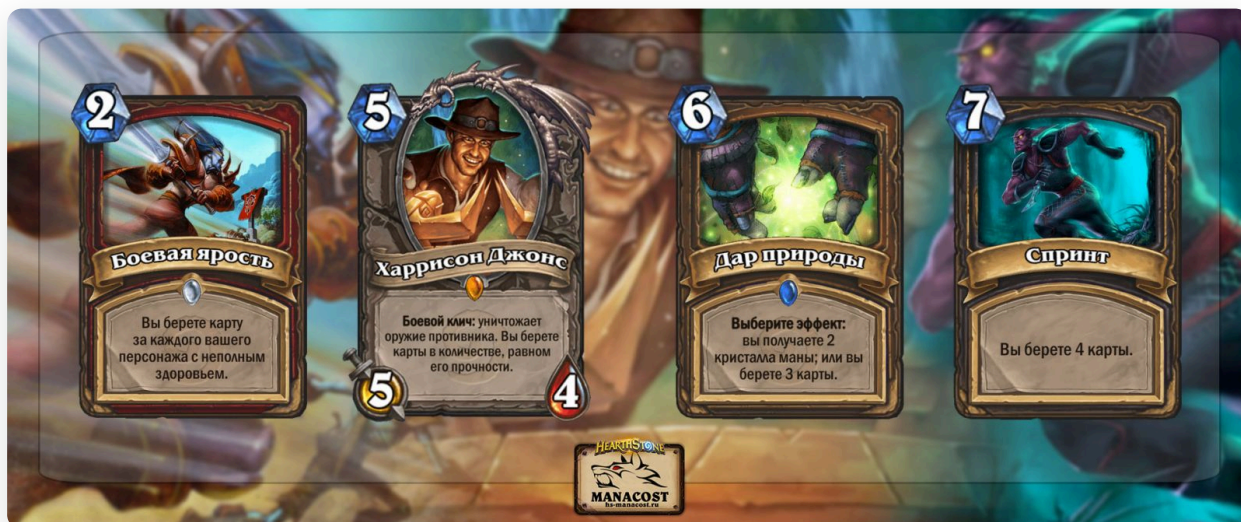 2
Боевая ярость
Вы берете карту
за каждого вашего
персонажа с неполным
здоровьем.
5
Харрисон Джонс
Боевой клич: уничтожает
оружие противника. Вы берете
карты в количестве, равном
его прочности.
5
4
6
Дар природы
Выберите эффект:
вы получаете 2
кристалла маны; или вы
берете 3 карты.
7
Спринт
Вы берете 4 карты.
HEARTHSTONE
MANACOST
hs-manacost.ru